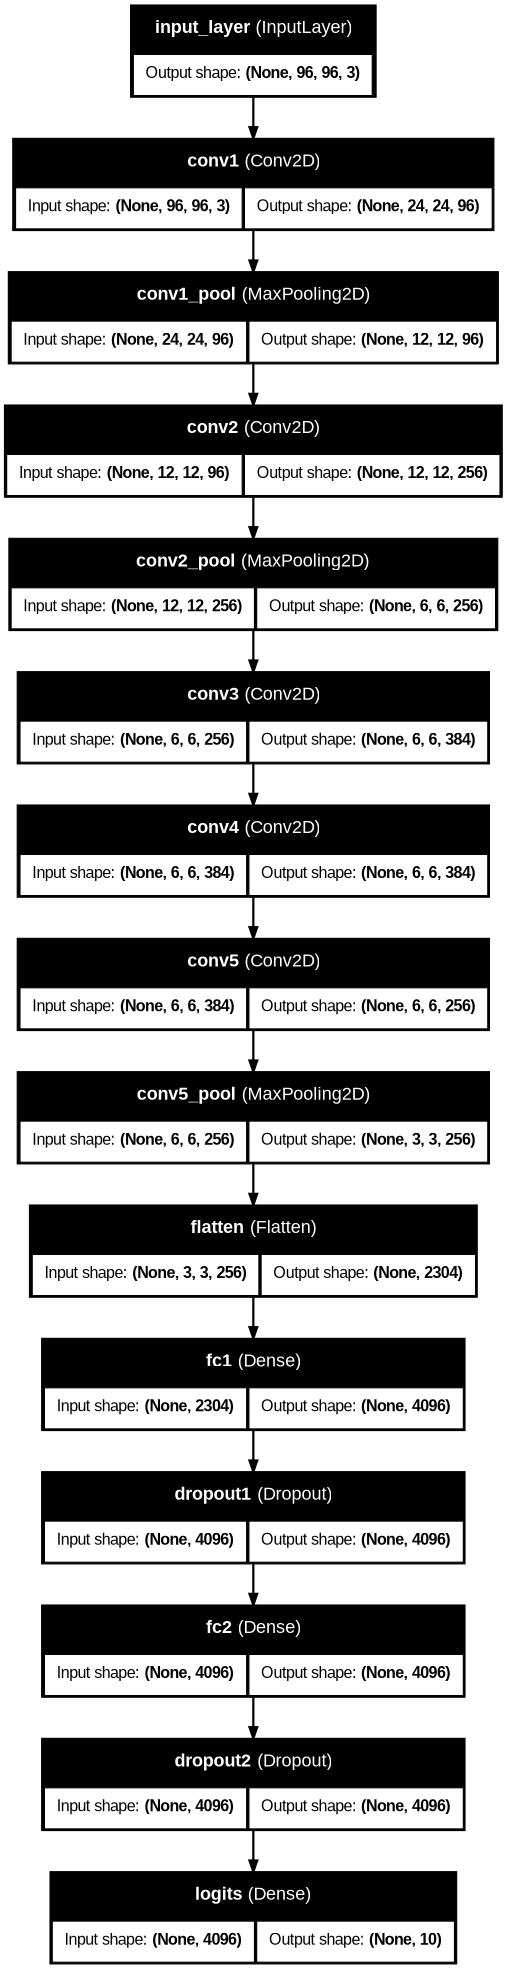 input_layer (InputLayer)
Output shape: (None, 96, 96, 3)
conv1 (Conv2D)
Input shape: (None, 96, 96, 3) Output shape: (None, 24, 24, 96)
conv1_pool (MaxPooling2D)
Input shape: (None, 24, 24, 96) Output shape: (None, 12, 12, 96)
conv2 (Conv2D)
Input shape: (None, 12, 12, 96) Output shape: (None, 12, 12, 256)
conv2_pool (MaxPooling2D)
Input shape: (None, 12, 12, 256) Output shape: (None, 6, 6, 256)
conv3 (Conv2D)
Input shape: (None, 6, 6, 256) Output shape: (None, 6, 6, 384)
conv4 (Conv2D)
Input shape: (None, 6, 6, 384) Output shape: (None, 6, 6, 384)
conv5 (Conv2D)
Input shape: (None, 6, 6, 384) Output shape: (None, 6, 6, 256)
conv5_pool (MaxPooling2D)
Input shape: (None, 6, 6, 256) Output shape: (None, 3, 3, 256)
flatten (Flatten)
Input shape: (None, 3, 3, 256) Output shape: (None, 2304)
fc1 (Dense)
Input shape: (None, 2304) Output shape: (None, 4096)
dropout1 (Dropout)
Input shape: (None, 4096) Output shape: (None, 4096)
fc2 (Dense)
Input shape: (None, 4096) Output shape: (None, 4096)
dropout2 (Dropout)
Input shape: (None, 4096) Output shape: (None, 4096)
logits (Dense)
Input shape: (None, 4096) Output shape: (None, 10)